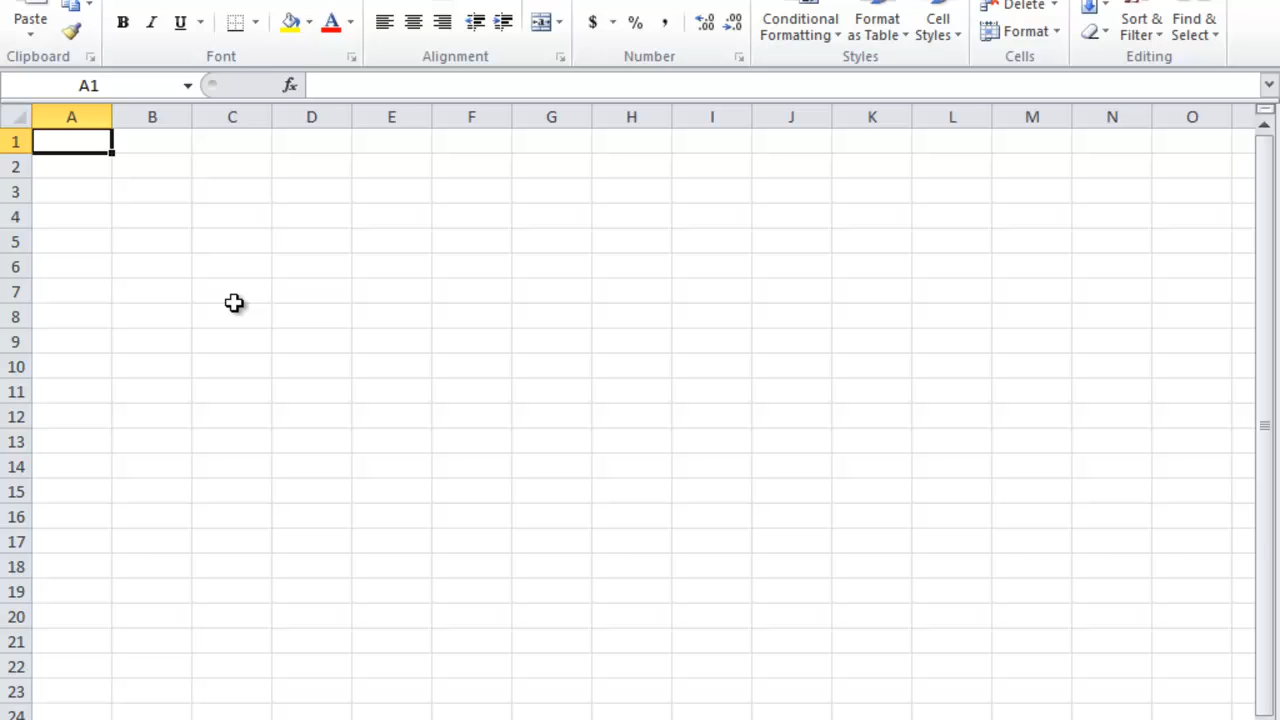 Paste
B I U A $ % , .00 .00
Conditional Formatting
Format as Table
Cell Styles
Delete
Format
Sort & Filter
Find & Select
Clipboard Font Alignment Number Styles Cells Editing
A1 fx
A B C D E F G H I J K L M N O
1
2
3
4
5
6
7
8
9
10
11
12
13
14
15
16
17
18
19
20
21
22
23
24